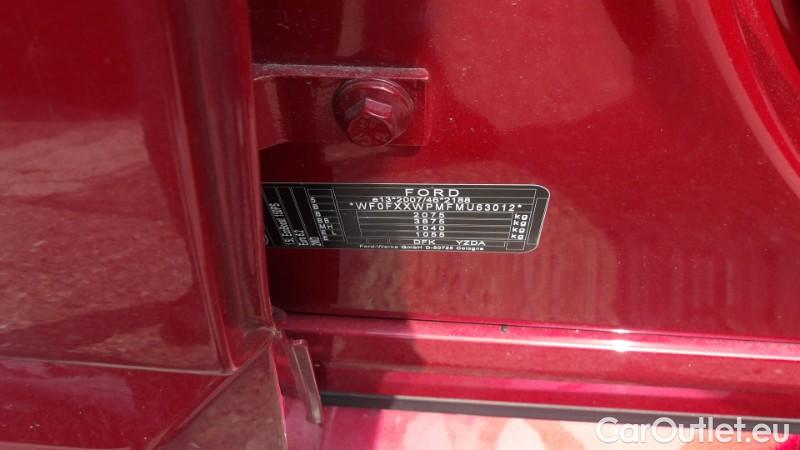 FORD
e13*2007/46*2188
*WF0FXXWPMFMU63012*
2075 kg
3875 kg
1040
1055 kg
DFK YZDA
Ford-Werke GmbH D-50725 Cologne
2WD
CarOutlet.eu